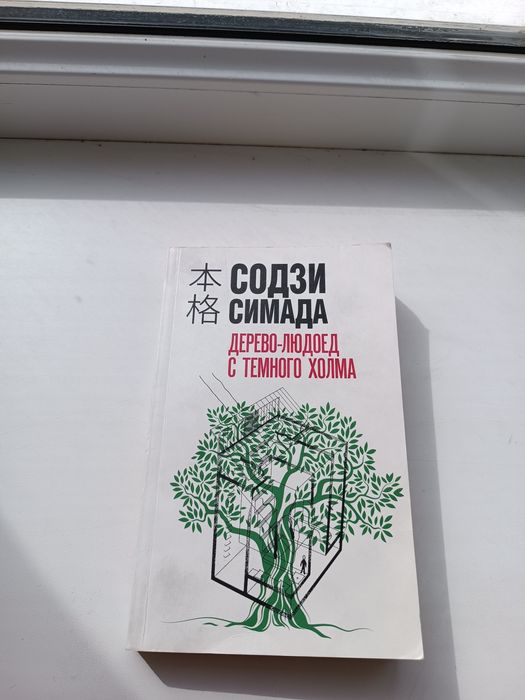 本格
СОДЗИ
СИМАДА
ДЕРЕВО-ЛЮДОЕД
С ТЕМНОГО ХОЛМА